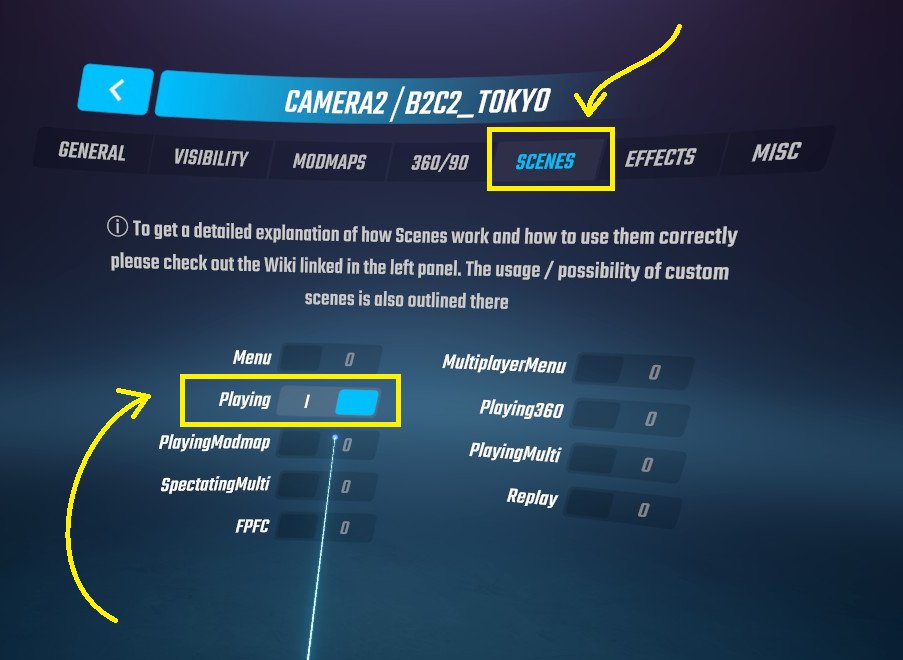 <
CAMERA2 / B2C2_TOKYO
GENERAL VISIBILITY MODMAPS 360/90 SCENES EFFECTS MISC
ⓘ To get a detailed explanation of how Scenes work and how to use them correctly
please check out the Wiki linked in the left panel. The usage / possibility of custom
scenes is also outlined there
Menu 0
Playing I
PlayingModmap 0
SpectatingMulti 0
FPFC 0
MultiplayerMenu 0
Playing360 0
PlayingMulti 0
Replay 0